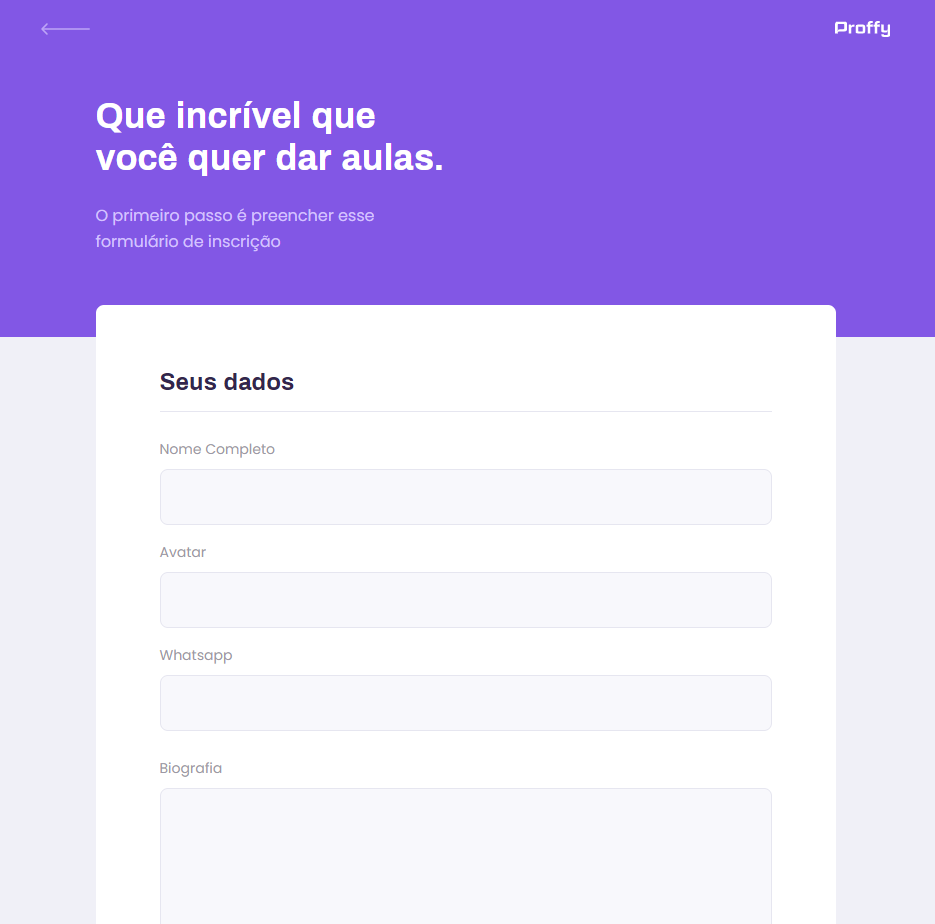 Proffy
Que incrível que
você quer dar aulas.
O primeiro passo é preencher esse
formulário de inscrição
Seus dados
Nome Completo
Avatar
Whatsapp
Biografia